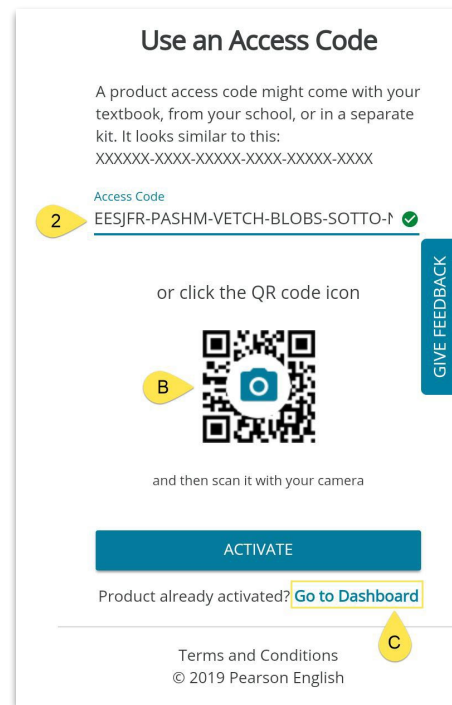 Use an Access Code
A product access code might come with your
textbook, from your school, or in a separate
kit. It looks similar to this:
XXXXXX-XXXX-XXXXX-XXXX-XXXXX-XXXX
Access Code
2
EESJFR-PASHM-VETCH-BLOBS-SOTTO-
GIVE FEEDBACK
or click the QR code icon
B
and then scan it with your camera
ACTIVATE
Product already activated? Go to Dashboard
C
Terms and Conditions
© 2019 Pearson English